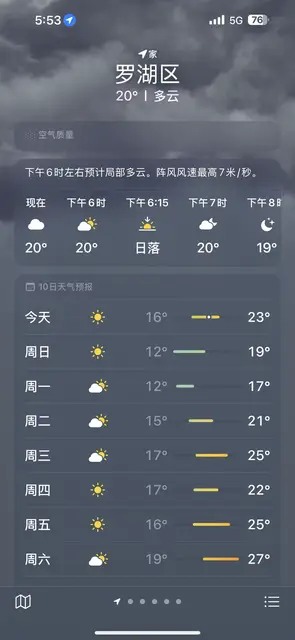 5:53
5G
76
家
罗湖区
20° | 多云
空气质量
下午6时左右预计局部多云。阵风风速最高7米/秒。
现在 下午6时 下午6:15 下午7时 下午8时
20° 20° 日落 20° 19°
10日天气预报
今天 16° 23°
周日 12° 19°
周一 12° 17°
周二 15° 21°
周三 17° 25°
周四 17° 22°
周五 16° 25°
周六 19° 27°